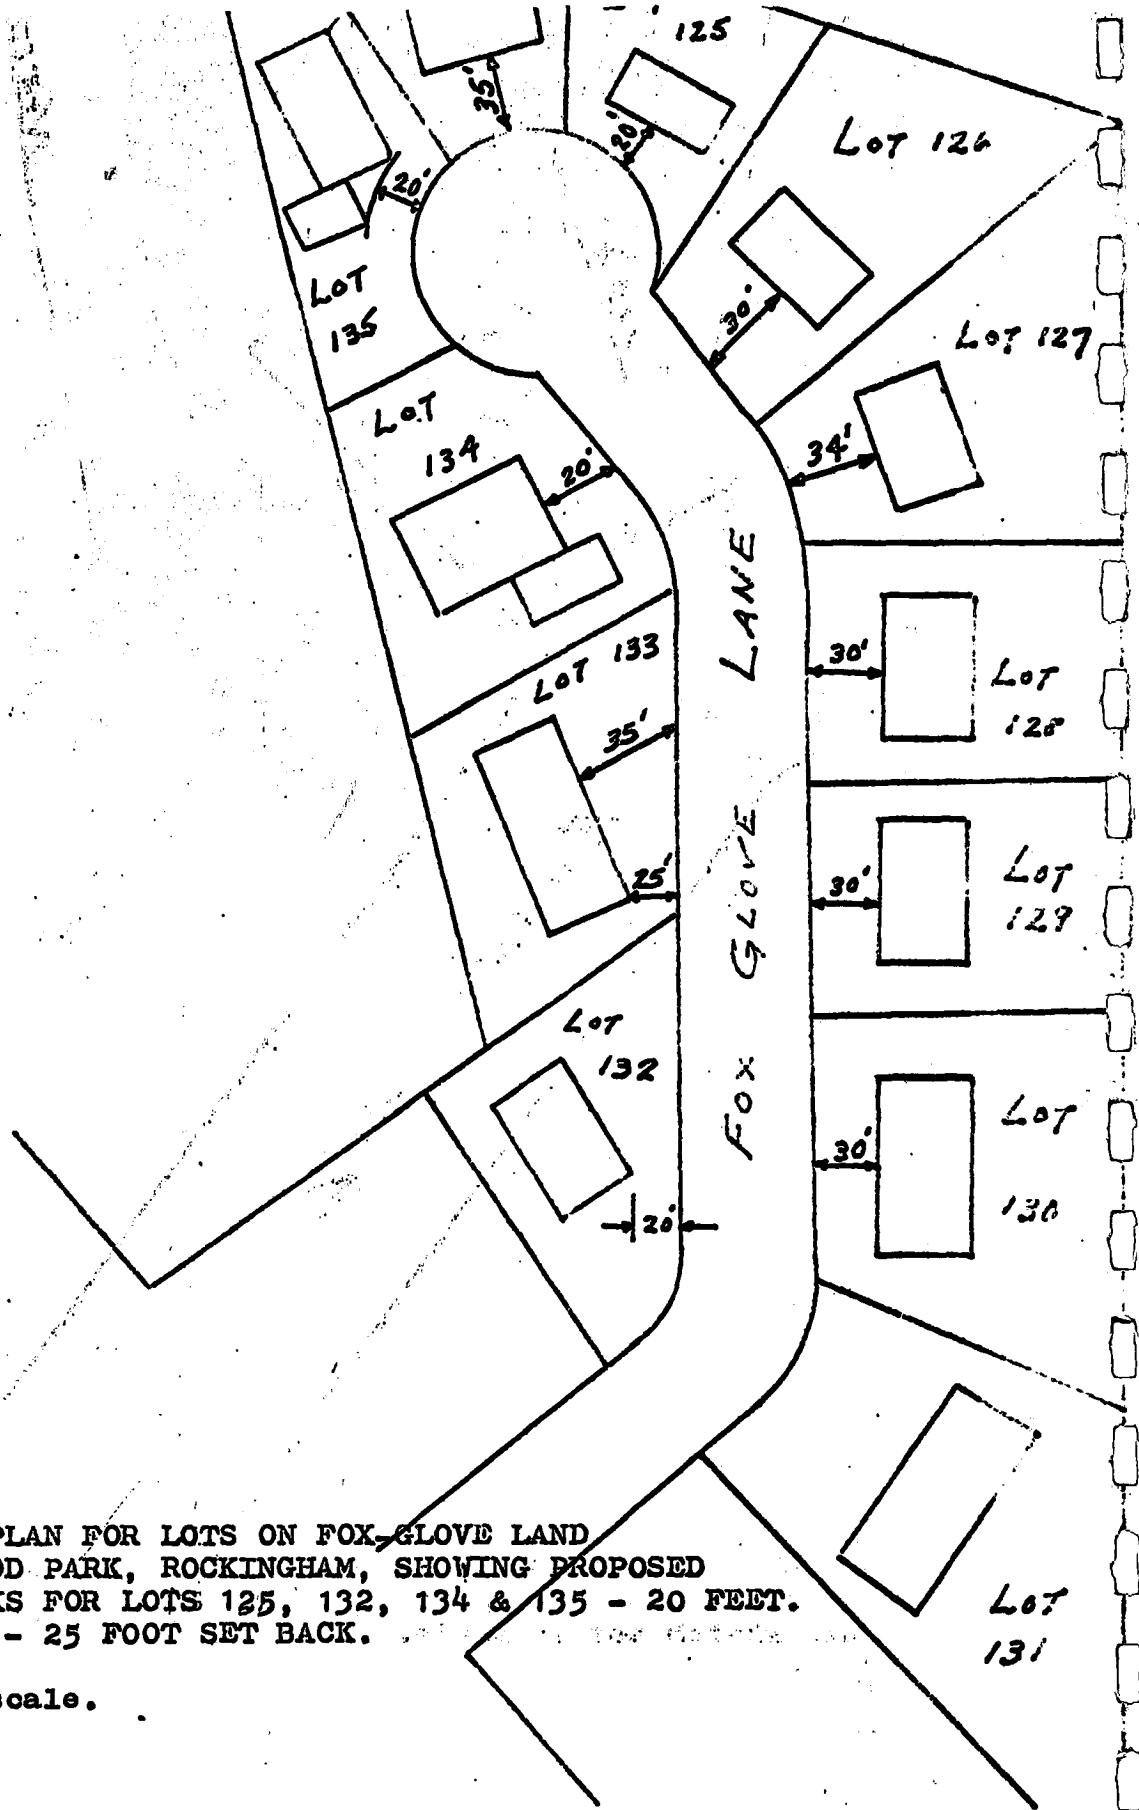 125
35'
20'
LOT 126
20'
LOT
135
30'
LOT 127
LOT
134
20'
34'
LOT 133
30'
LOT
128
35'
25'
30'
LOT
129
LOT
132
30'
LOT
130
20'
FOX GLOVE LANE
PLAN FOR LOTS ON FOX-GLOVE LAND
PARK, ROCKINGHAM, SHOWING PROPOSED
FOR LOTS 125, 132, 134 & 135 - 20 FEET.
- 25 FOOT SET BACK.
LOT
131